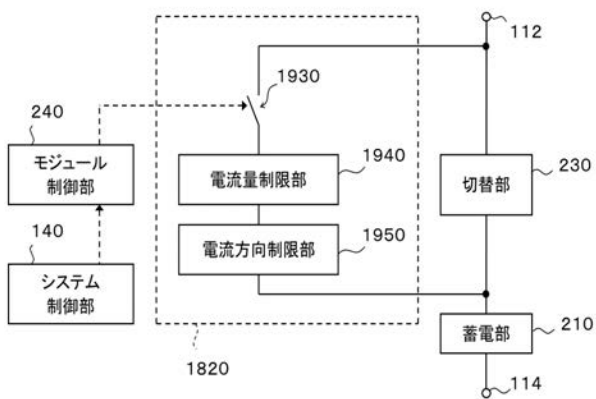 112
1930
240
モジュール
制御部
電流量制限部
1940
切替部
230
140
電流方向制限部
1950
システム
制御部
蓄電部
210
1820
114